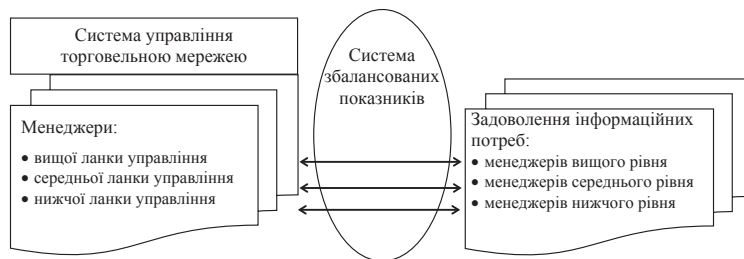 Система управління
торговельною мережею
Менеджери:
• вищої ланки управління
• середньої ланки управління
• нижчої ланки управління
Система
збалансованих
показників
Задоволення інформаційних
потреб:
• менеджерів вищого рівня
• менеджерів середнього рівня
• менеджерів нижчого рівня